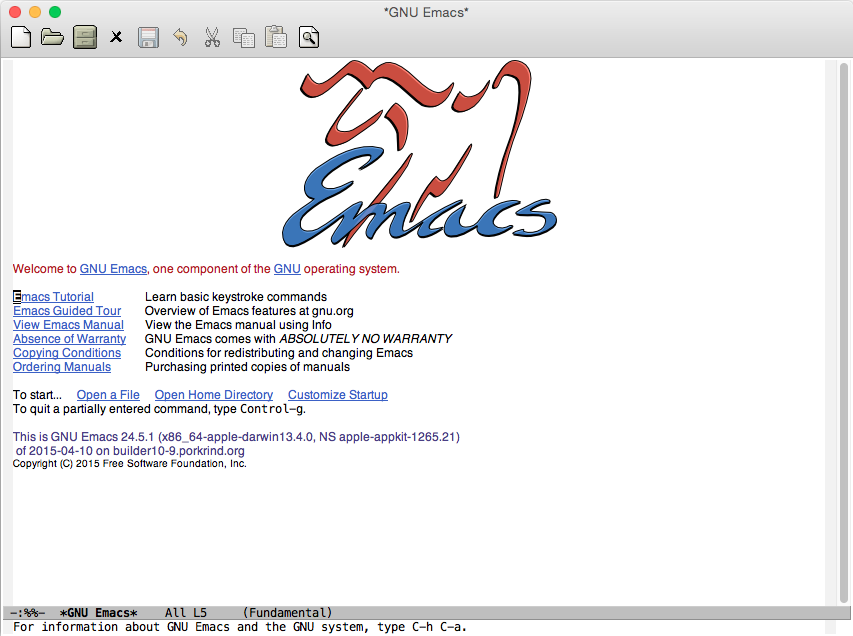 *GNU Emacs*
Emacs
Welcome to GNU Emacs, one component of the GNU operating system.
Emacs Tutorial Learn basic keystroke commands
Emacs Guided Tour Overview of Emacs features at gnu.org
View Emacs Manual View the Emacs manual using Info
Absence of Warranty GNU Emacs comes with ABSOLUTELY NO WARRANTY
Copying Conditions Conditions for redistributing and changing Emacs
Ordering Manuals Purchasing printed copies of manuals
To start... Open a File Open Home Directory Customize Startup
To quit a partially entered command, type Control-g.
This is GNU Emacs 24.5.1 (x86_64-apple-darwin13.4.0, NS apple-appkit-1265.21)
of 2015-04-10 on builder10-9.porkrind.org
Copyright (C) 2015 Free Software Foundation, Inc.
-:%%- *GNU Emacs* All L5 (Fundamental)
For information about GNU Emacs and the GNU system, type C-h C-a.